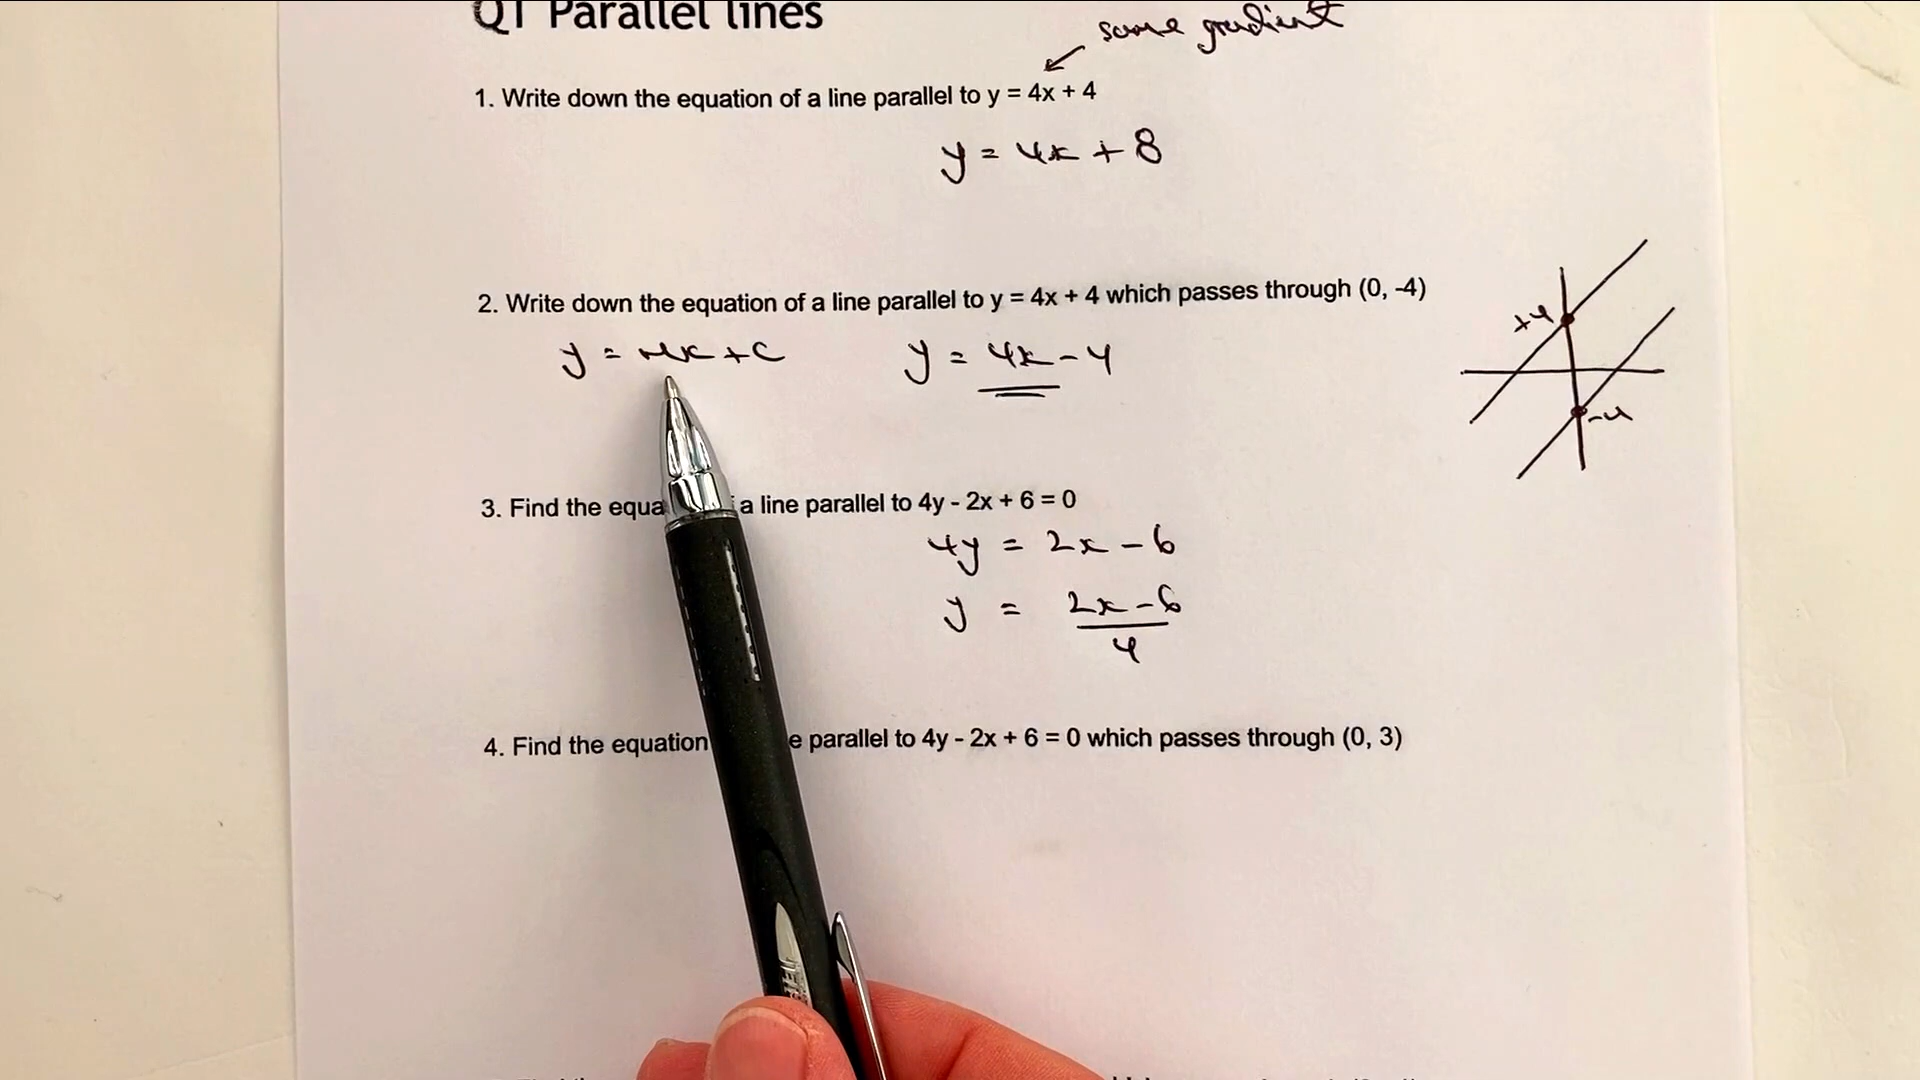 Q1 Parallel lines
same gradient
1. Write down the equation of a line parallel to y = 4x + 4
y = 4x + 8
2. Write down the equation of a line parallel to y = 4x + 4 which passes through (0, -4)
y = mx + c
y = 4x - 4
+4
-4
3. Find the equa a line parallel to 4y - 2x + 6 = 0
4y = 2x - 6
y = 2x - 6
4
4. Find the equation e parallel to 4y - 2x + 6 = 0 which passes through (0, 3)